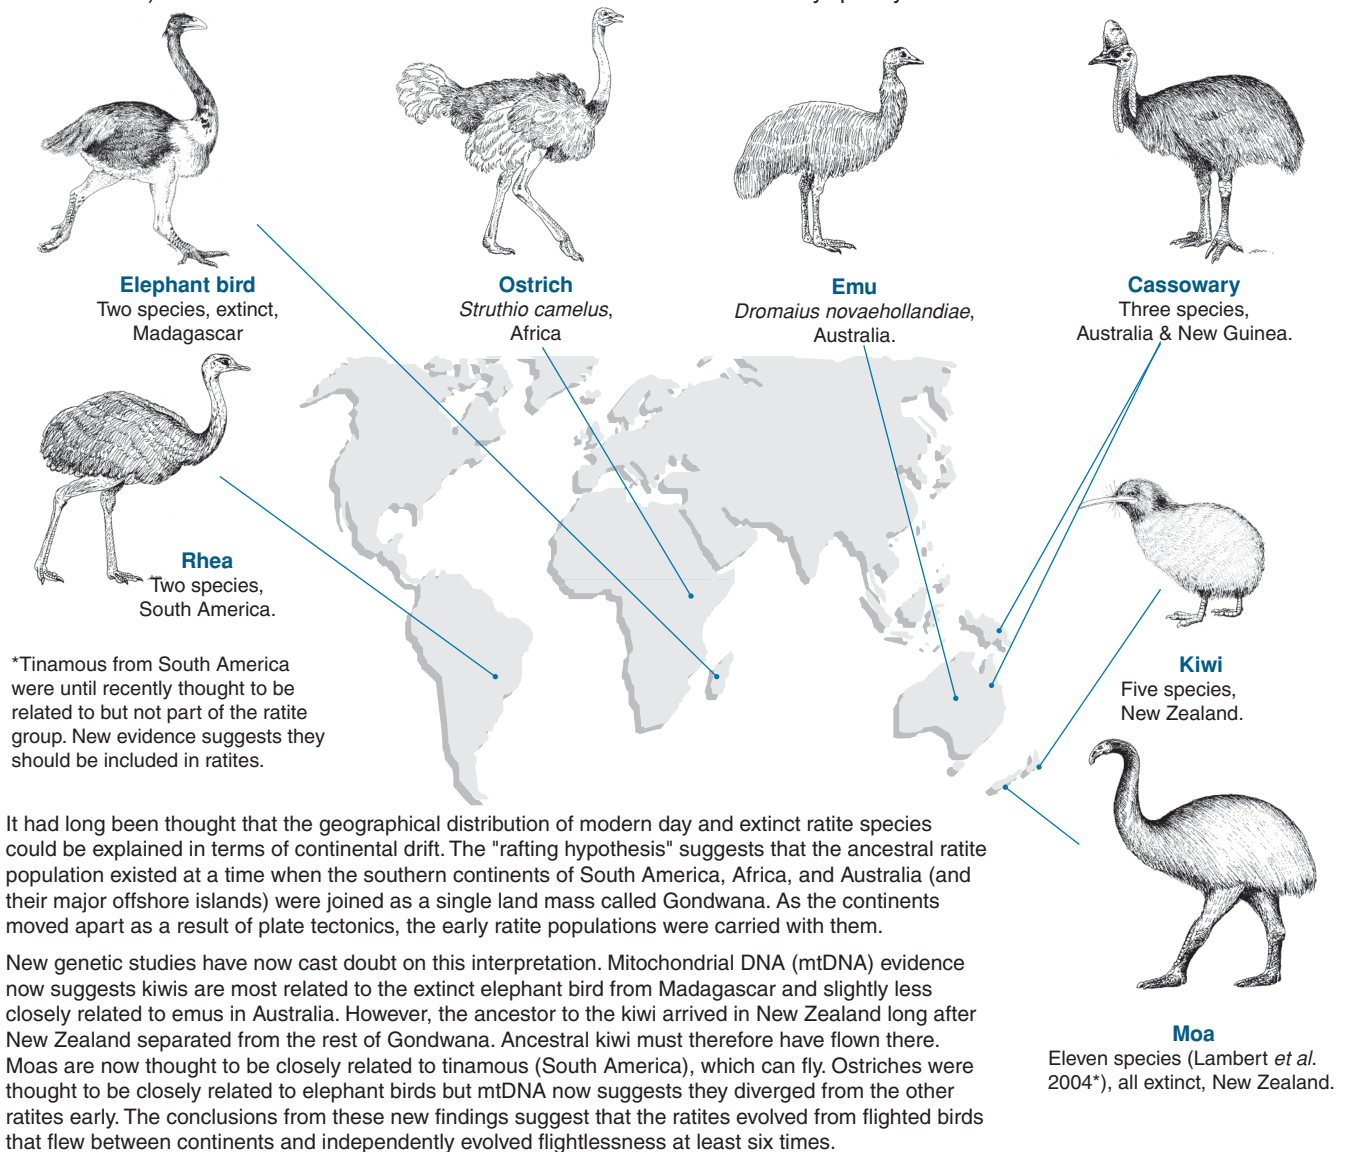 Elephant bird
Two species, extinct,
Madagascar
Ostrich
Struthio camelus,
Africa
Emu
Dromaius novaehollandiae,
Australia.
Cassowary
Three species,
Australia & New Guinea.
Rhea
Two species,
South America.
*Tinamous from South America
were until recently thought to be
related to but not part of the ratite
group. New evidence suggests they
should be included in ratites.
Kiwi
Five species,
New Zealand.
It had long been thought that the geographical distribution of modern day and extinct ratite species
could be explained in terms of continental drift. The "rafting hypothesis" suggests that the ancestral ratite
population existed at a time when the southern continents of South America, Africa, and Australia (and
their major offshore islands) were joined as a single land mass called Gondwana. As the continents
moved apart as a result of plate tectonics, the early ratite populations were carried with them.
New genetic studies have now cast doubt on this interpretation. Mitochondrial DNA (mtDNA) evidence
now suggests kiwis are most related to the extinct elephant bird from Madagascar and slightly less
closely related to emus in Australia. However, the ancestor to the kiwi arrived in New Zealand long after
New Zealand separated from the rest of Gondwana. Ancestral kiwi must therefore have flown there.
Moas are now thought to be closely related to tinamous (South America), which can fly. Ostriches were
thought to be closely related to elephant birds but mtDNA now suggests they diverged from the other
ratites early. The conclusions from these new findings suggest that the ratites evolved from flighted birds
that flew between continents and independently evolved flightlessness at least six times.
Moa
Eleven species (Lambert et al.
2004*), all extinct, New Zealand.